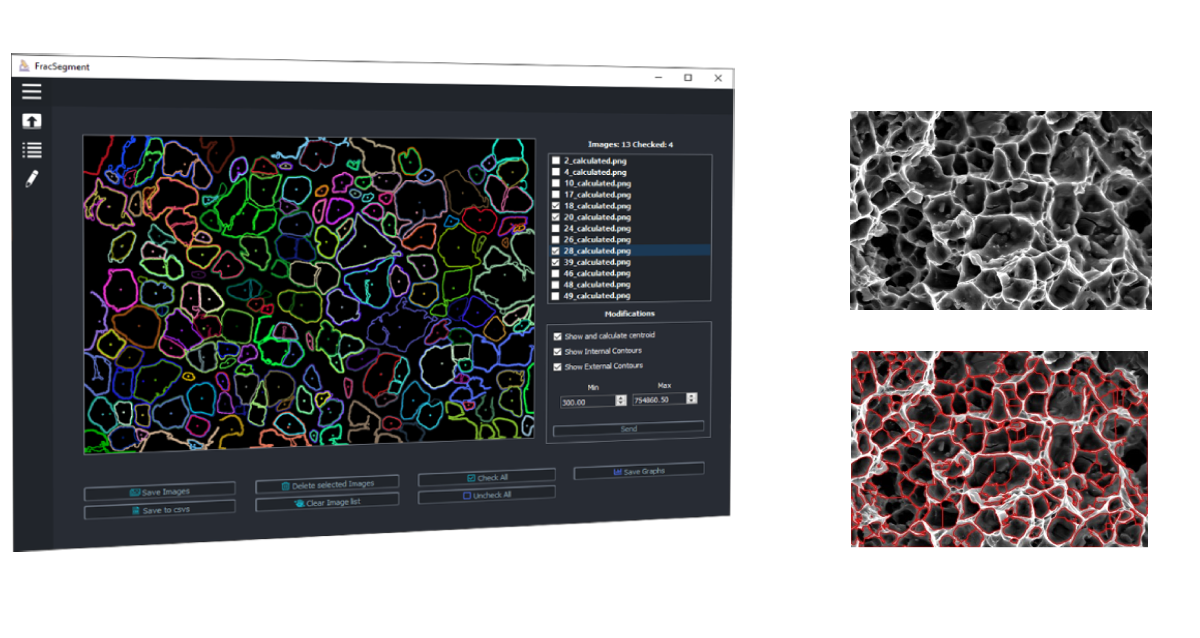 FracSegment
Images: 13 Checked: 4
2_calculated.png
4_calculated.png
10_calculated.png
17_calculated.png
18_calculated.png
20_calculated.png
24_calculated.png
26_calculated.png
28_calculated.png
39_calculated.png
46_calculated.png
48_calculated.png
49_calculated.png
Modifications
Show and calculate centroid
Show Internal Contours
Show External Contours
Min Max
300.00 794860.50
Send
Save Images Delete selected Images Check All Save Graphs
Save to csvs Clear Image list Uncheck All